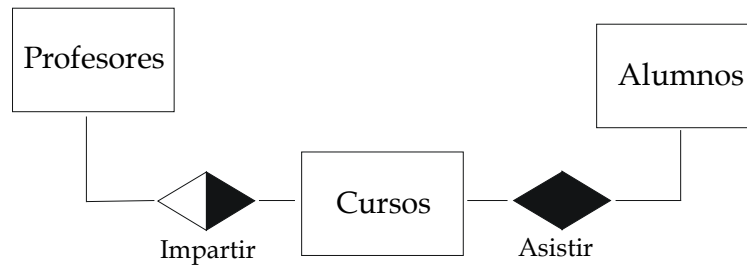 Profesores
Alumnos
Cursos
Impartir
Asistir